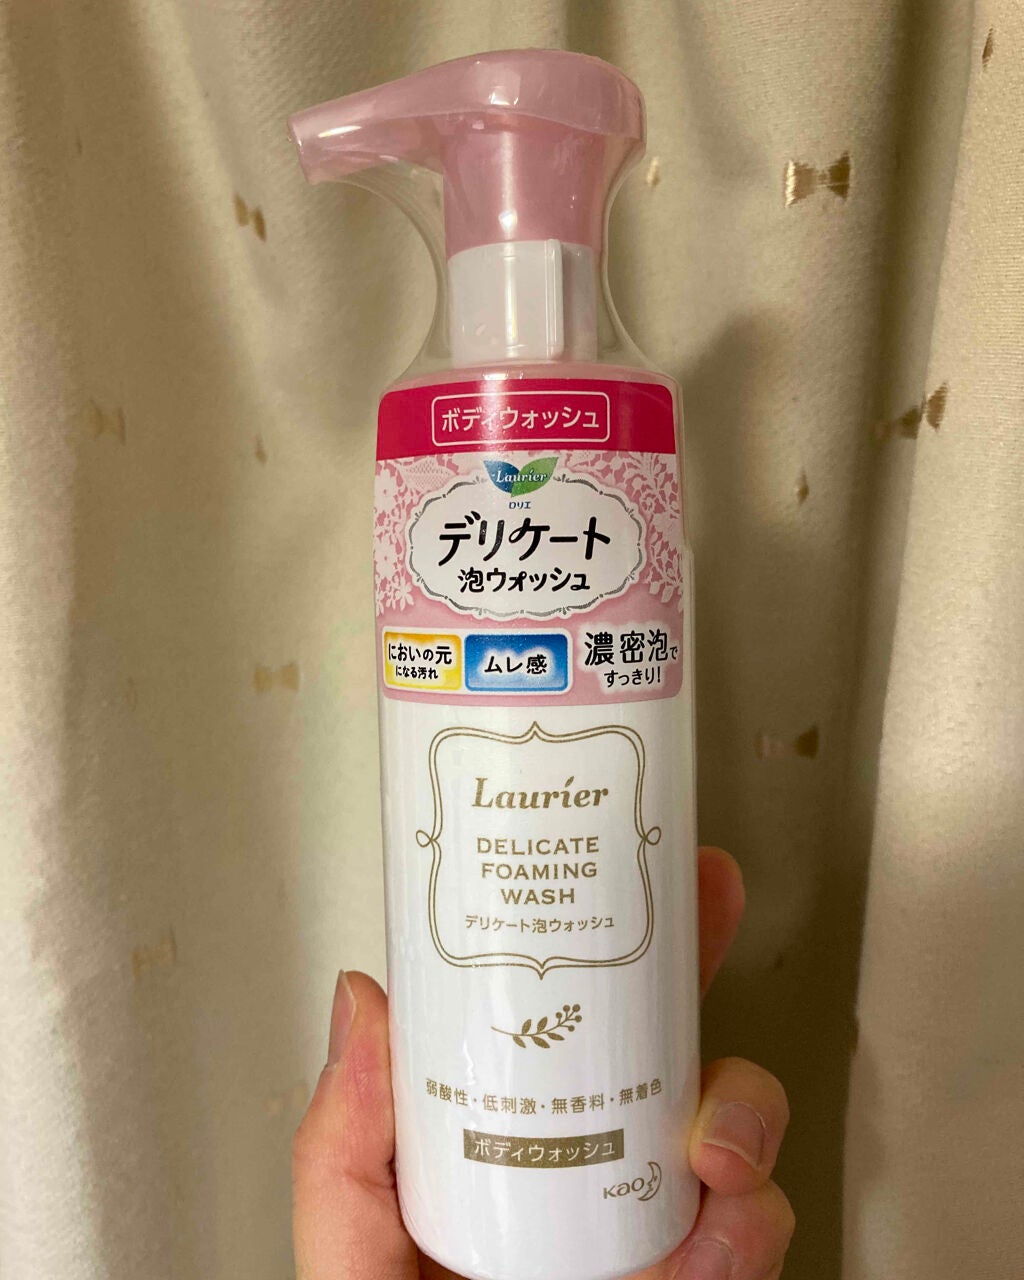 ボディウォッシュ
Laurier
ロリエ
デリケート
泡ウォッシュ
においの元
になる汚れ
ムレ感
濃密泡で
すっきり!
Laurier
DELICATE
FOAMING
WASH
デリケート泡ウォッシュ
弱酸性・低刺激・無香料・無着色
ボディウォッシュ
Kao